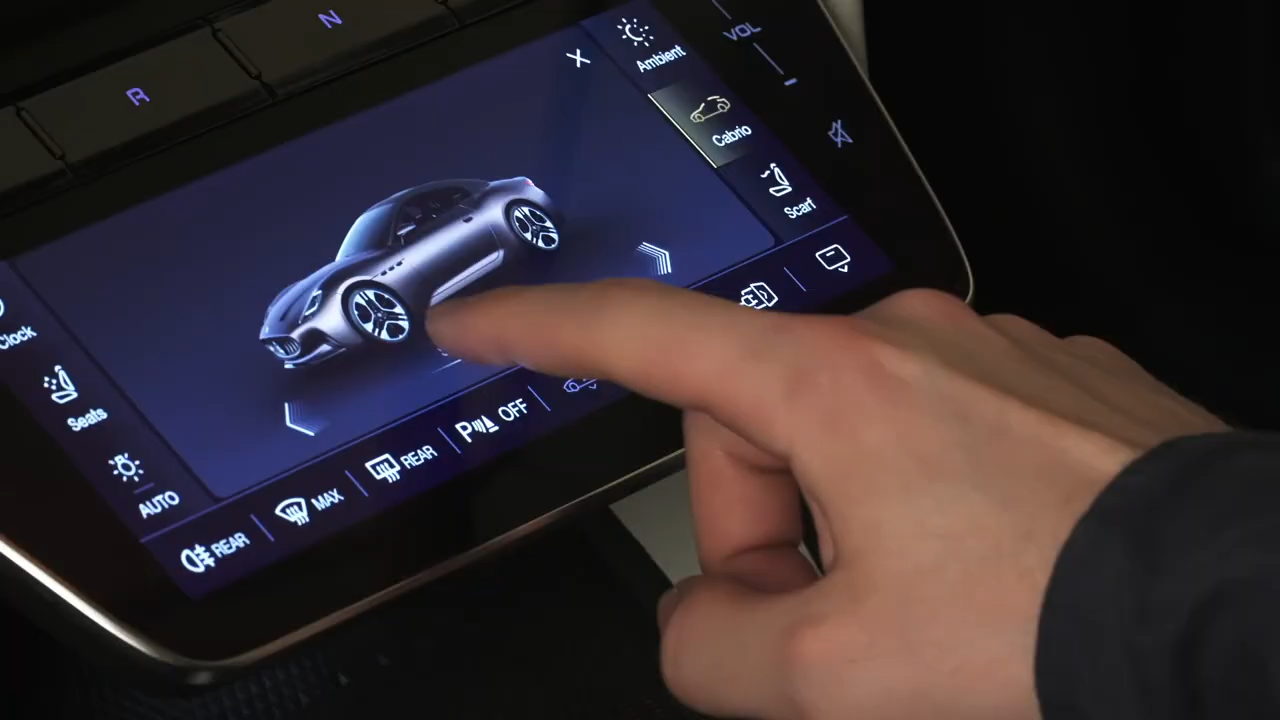 N
R
VOL
Ambient
Cabrio
Scarf
Clock
Seats
AUTO
REAR
MAX
REAR
P OFF